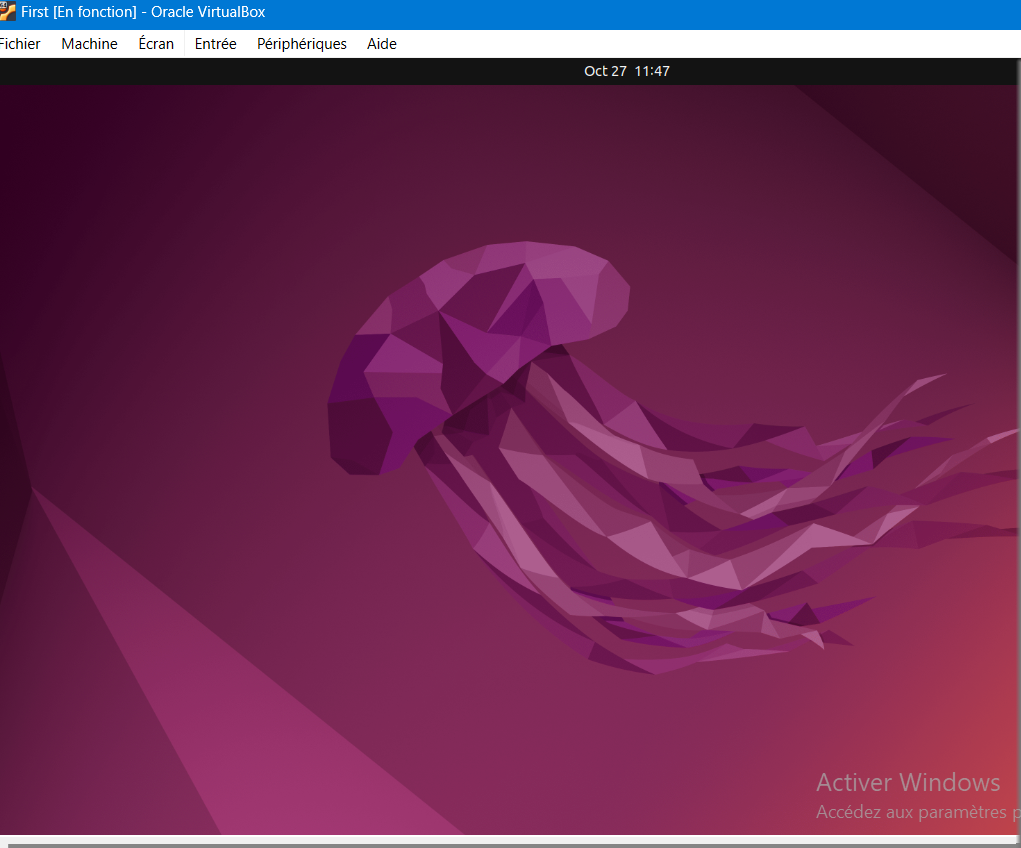 First [En fonction] - Oracle VirtualBox
Fichier Machine Écran Entrée Périphériques Aide
Oct 27 11:47
Activer Windows
Accédez aux paramètres p